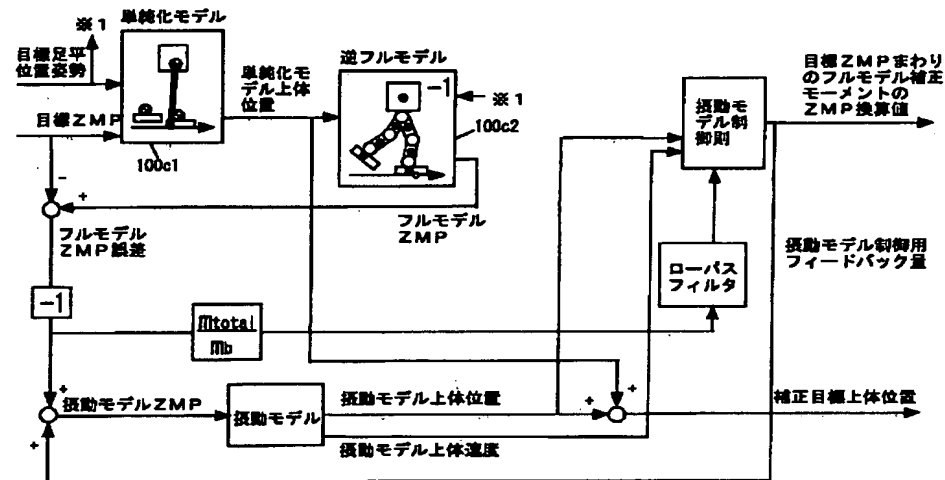 ※1
単純化モデル
目標足平
位置姿勢
目標ZMP
100c1
単純化モ
デル上体
位置
逆フルモデル
-1
※1
100c2
フルモデル
ZMP
摂動モ
デル制
御則
目標ZMPまわり
のフルモデル補正
モーメントの
ZMP換算値
-
+
フルモデル
ZMP誤差
-1
Mtotal
Mb
ローパス
フィルタ
摂動モデル制御用
フィードバック量
+
摂動モデルZMP
+
摂動モデル
摂動モデル上体位置
摂動モデル上体速度
+
+
補正目標上体位置